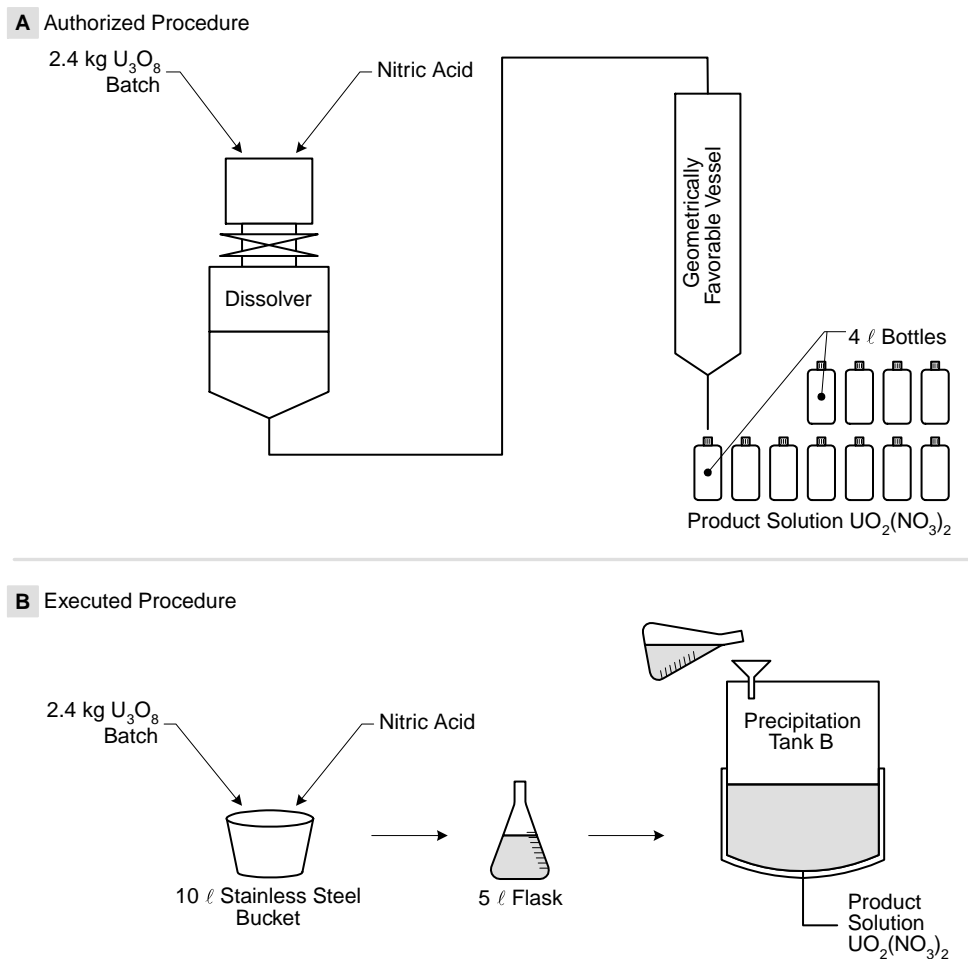 A Authorized Procedure
2.4 kg U₃O₈
Batch
Nitric Acid
Dissolver
Geometrically
Favorable Vessel
4 ℓ Bottles
Product Solution UO₂(NO₃)₂
B Executed Procedure
2.4 kg U₃O₈
Batch
Nitric Acid
10 ℓ Stainless Steel
Bucket
5 ℓ Flask
Precipitation
Tank B
Product
Solution
UO₂(NO₃)₂